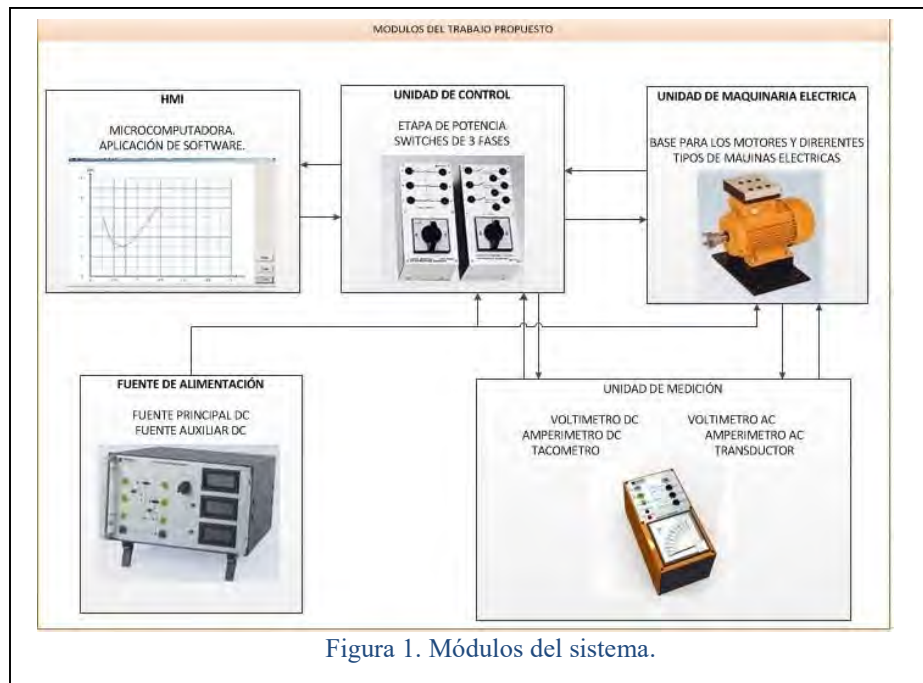 MODULOS DEL TRABAJO PROPUESTO
HMI
MICROCOMPUTADORA.
APLICACIÓN DE SOFTWARE.
UNIDAD DE CONTROL
ETAPA DE POTENCIA
SWITCHES DE 3 FASES
UNIDAD DE MAQUINARIA ELECTRICA
BASE PARA LOS MOTORES Y DIRERENTES
TIPOS DE MAUINAS ELECTRICAS
FUENTE DE ALIMENTACIÓN
FUENTE PRINCIPAL DC
FUENTE AUXILIAR DC
UNIDAD DE MEDICIÓN
VOLTIMETRO DC
AMPERIMETRO DC
TACOMETRO
VOLTIMETRO AC
AMPERIMETRO AC
TRANSDUCTOR
Figura 1. Módulos del sistema.